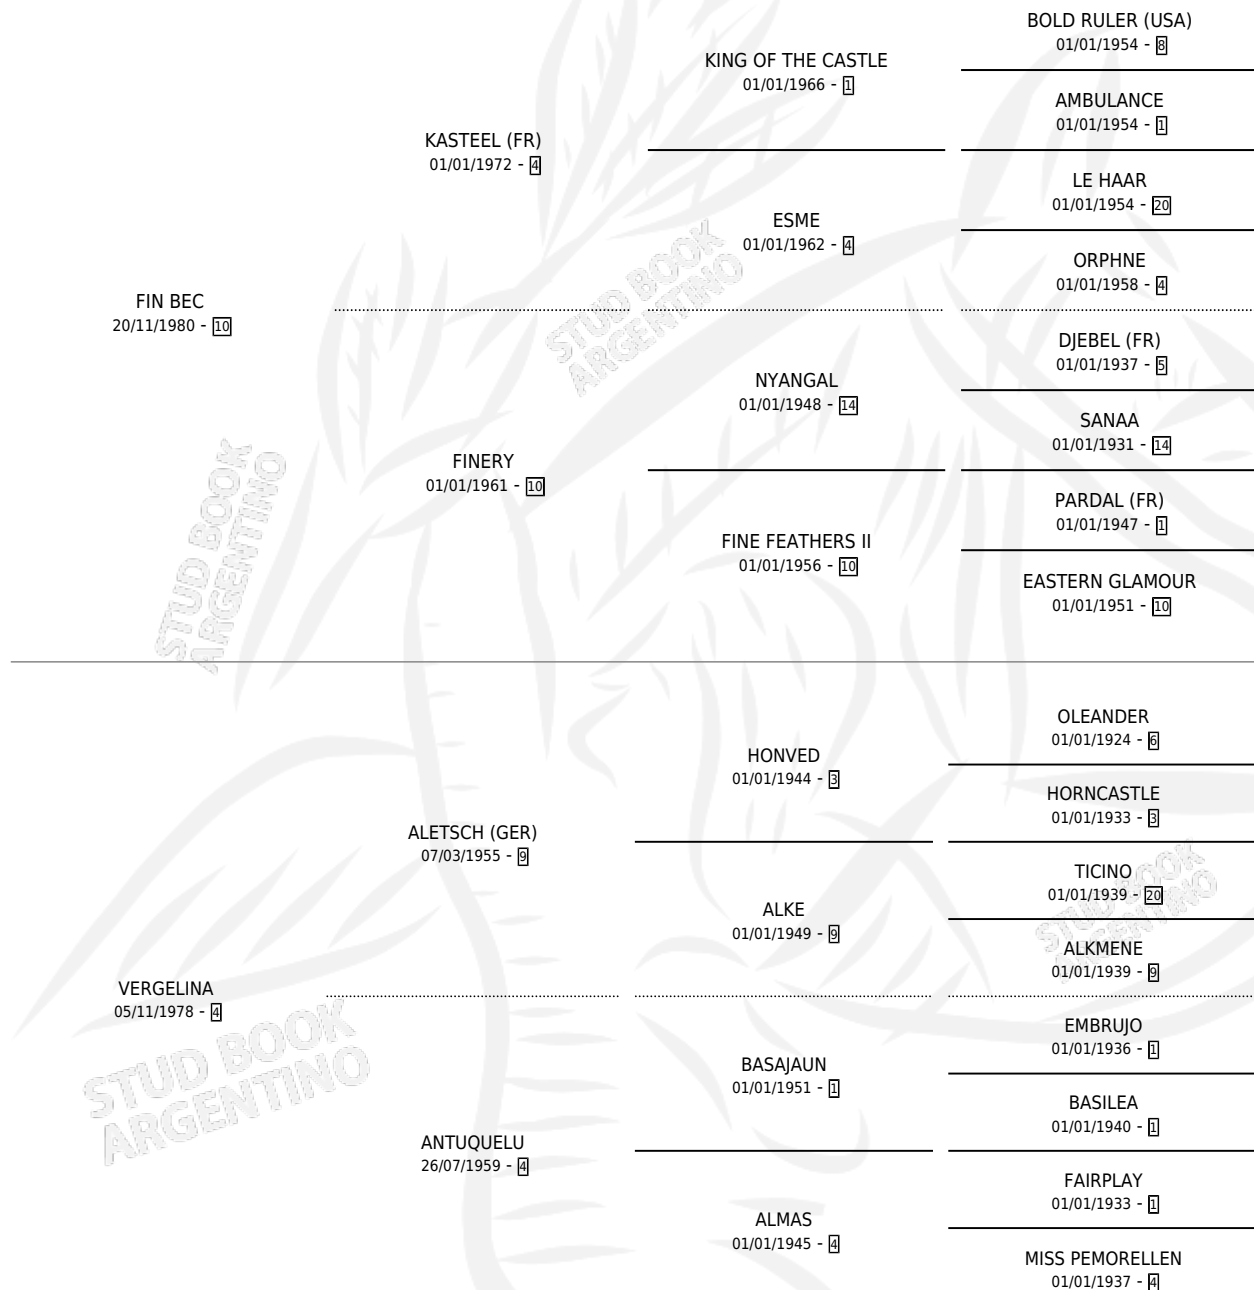 BOLD RULER (USA)
01/01/1954 - 8
KING OF THE CASTLE
01/01/1966 - 1
AMBULANCE
01/01/1954 - 1
KASTEEL (FR)
01/01/1972 - 4
LE HAAR
01/01/1954 - 20
ESME
01/01/1962 - 4
ORPHNE
01/01/1958 - 4
FIN BEC
20/11/1980 - 10
DJEBEL (FR)
01/01/1937 - 5
NYANGAL
01/01/1948 - 14
SANAA
01/01/1931 - 14
FINERY
01/01/1961 - 10
PARDAL (FR)
01/01/1947 - 1
FINE FEATHERS II
01/01/1956 - 10
EASTERN GLAMOUR
01/01/1951 - 10
STUD BOOK
ARGENTINO
STUD BOOK
ARGENTINO
OLEANDER
01/01/1924 - 6
HONVED
01/01/1944 - 3
HORNCASTLE
01/01/1933 - 3
ALETSCH (GER)
07/03/1955 - 9
TICINO
01/01/1939 - 20
ALKE
01/01/1949 - 9
ALKMENE
01/01/1939 - 9
VERGELINA
05/11/1978 - 4
EMBRUJO
01/01/1936 - 1
BASAJAUN
01/01/1951 - 1
BASILEA
01/01/1940 - 1
ANTUQUELU
26/07/1959 - 4
FAIRPLAY
01/01/1933 - 1
ALMAS
01/01/1945 - 4
MISS PEMORELLEN
01/01/1937 - 4
STUD BOOK
ARGENTINO
STUD BOOK
ARGENTINO